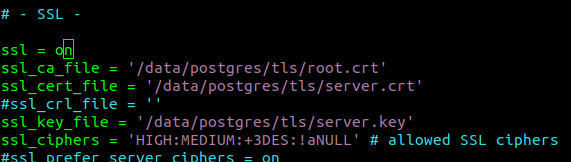 # - SSL -
ssl = on
ssl_ca_file = '/data/postgres/tls/root.crt'
ssl_cert_file = '/data/postgres/tls/server.crt'
#ssl_crl_file = ''
ssl_key_file = '/data/postgres/tls/server.key'
ssl_ciphers = 'HIGH:MEDIUM:+3DES:!aNULL' # allowed SSL ciphers
#ssl_prefer_server_ciphers = on